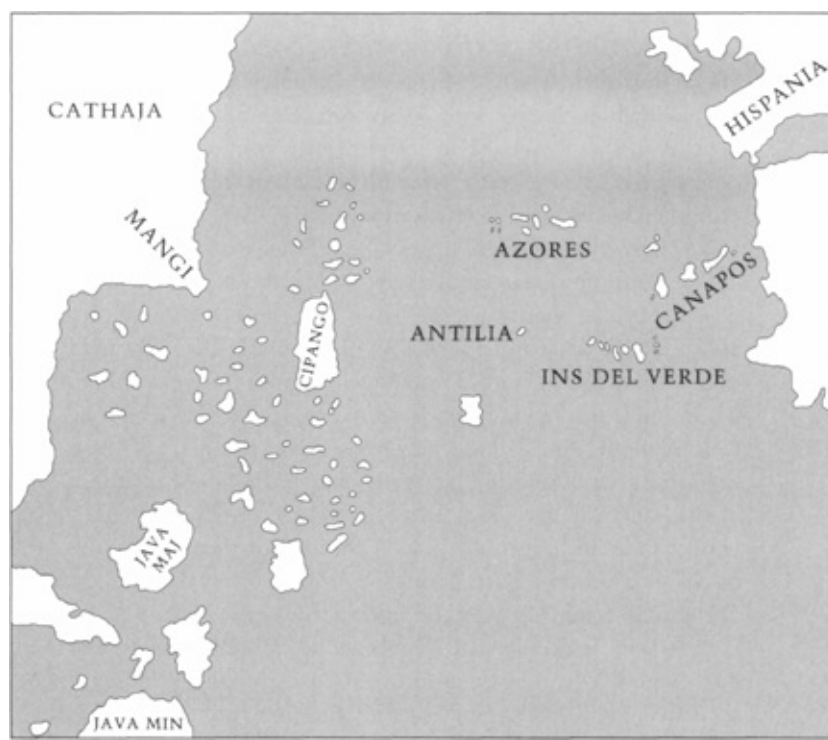 CATHAJA
HISPANIA
MANGI
AZORES
CANAPOS
CIPANGO
ANTILIA
INS DEL VERDE
JAVA
MAJ
JAVA MIN